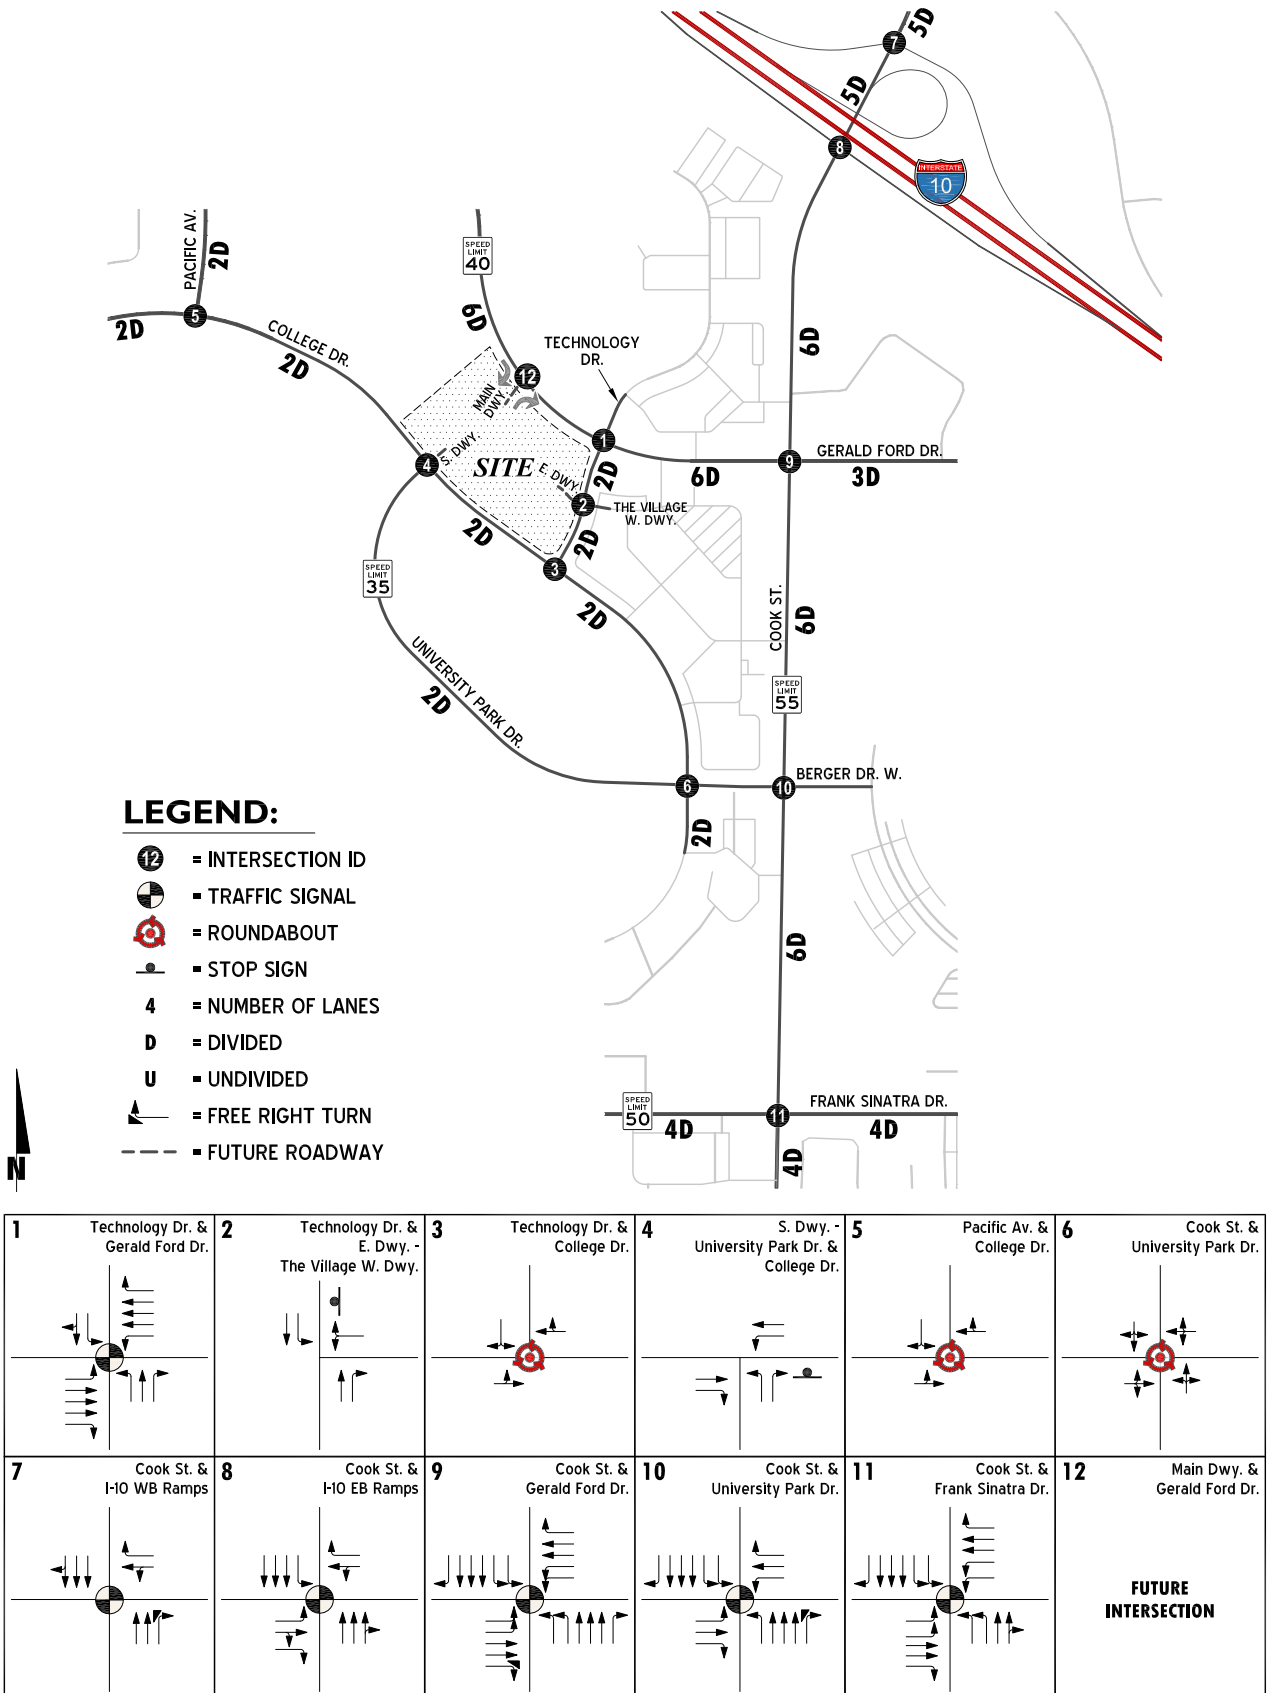 7
5D
5D
8
INTERSTATE
10
PACIFIC AV.
2D
SPEED
LIMIT
40
5
2D
COLLEGE DR.
2D
6D
6D
TECHNOLOGY
DR.
12
MAIN
DWY.
1
S. DWY.
4
SITE
E. DWY.
2D
6D
9
GERALD FORD DR.
3D
2
THE VILLAGE
W. DWY.
2D
2D
3
SPEED
LIMIT
35
2D
COOK ST.
6D
UNIVERSITY PARK DR.
2D
SPEED
LIMIT
55
6
10
BERGER DR. W.
2D
6D
LEGEND:
12 = INTERSECTION ID
= TRAFFIC SIGNAL
= ROUNDABOUT
= STOP SIGN
4 = NUMBER OF LANES
D = DIVIDED
U = UNDIVIDED
= FREE RIGHT TURN
= FUTURE ROADWAY
N
SPEED
LIMIT
50
4D
11
FRANK SINATRA DR.
4D
4D
1 Technology Dr. &
Gerald Ford Dr.
2 Technology Dr. &
E. Dwy. -
The Village W. Dwy.
3 Technology Dr. &
College Dr.
4 S. Dwy. -
University Park Dr. &
College Dr.
5 Pacific Av. &
College Dr.
6 Cook St. &
University Park Dr.
7 Cook St. &
I-10 WB Ramps
8 Cook St. &
I-10 EB Ramps
9 Cook St. &
Gerald Ford Dr.
10 Cook St. &
University Park Dr.
11 Cook St. &
Frank Sinatra Dr.
12 Main Dwy. &
Gerald Ford Dr.
FUTURE
INTERSECTION